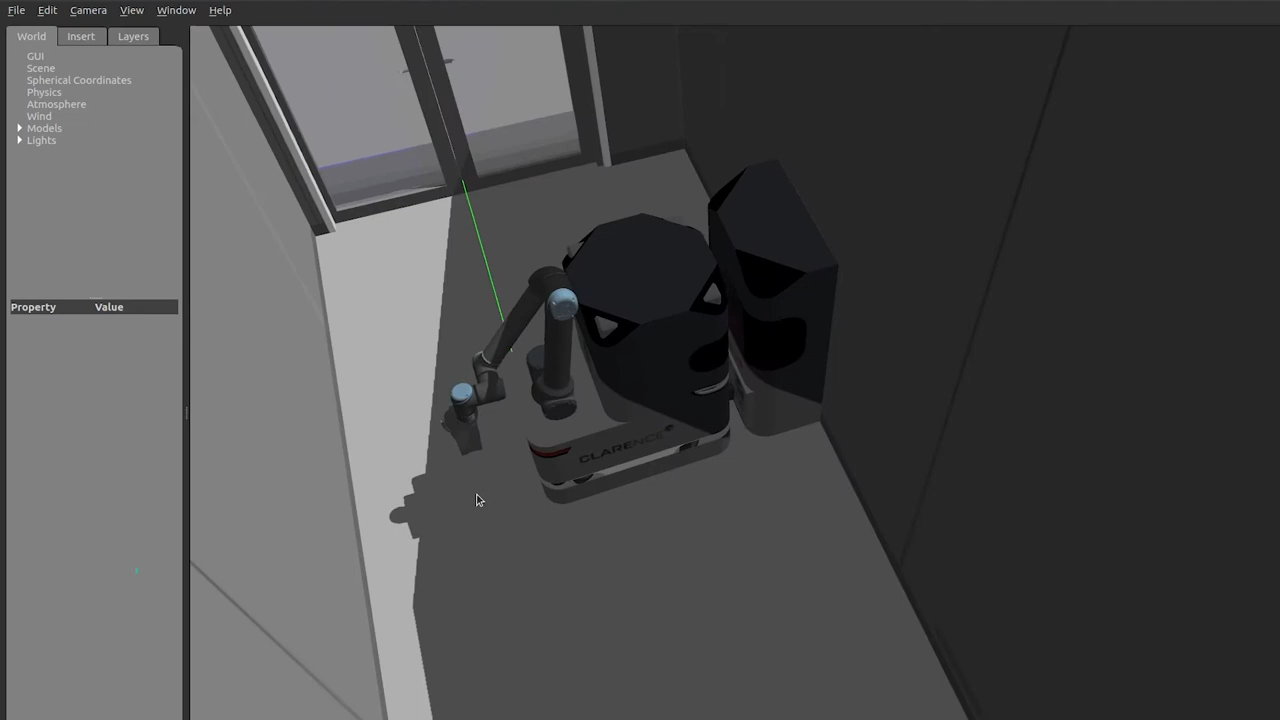 File Edit Camera View Window Help
World Insert Layers
GUI
Scene
Spherical Coordinates
Physics
Atmosphere
Wind
Models
Lights
Property Value
CLARENCE